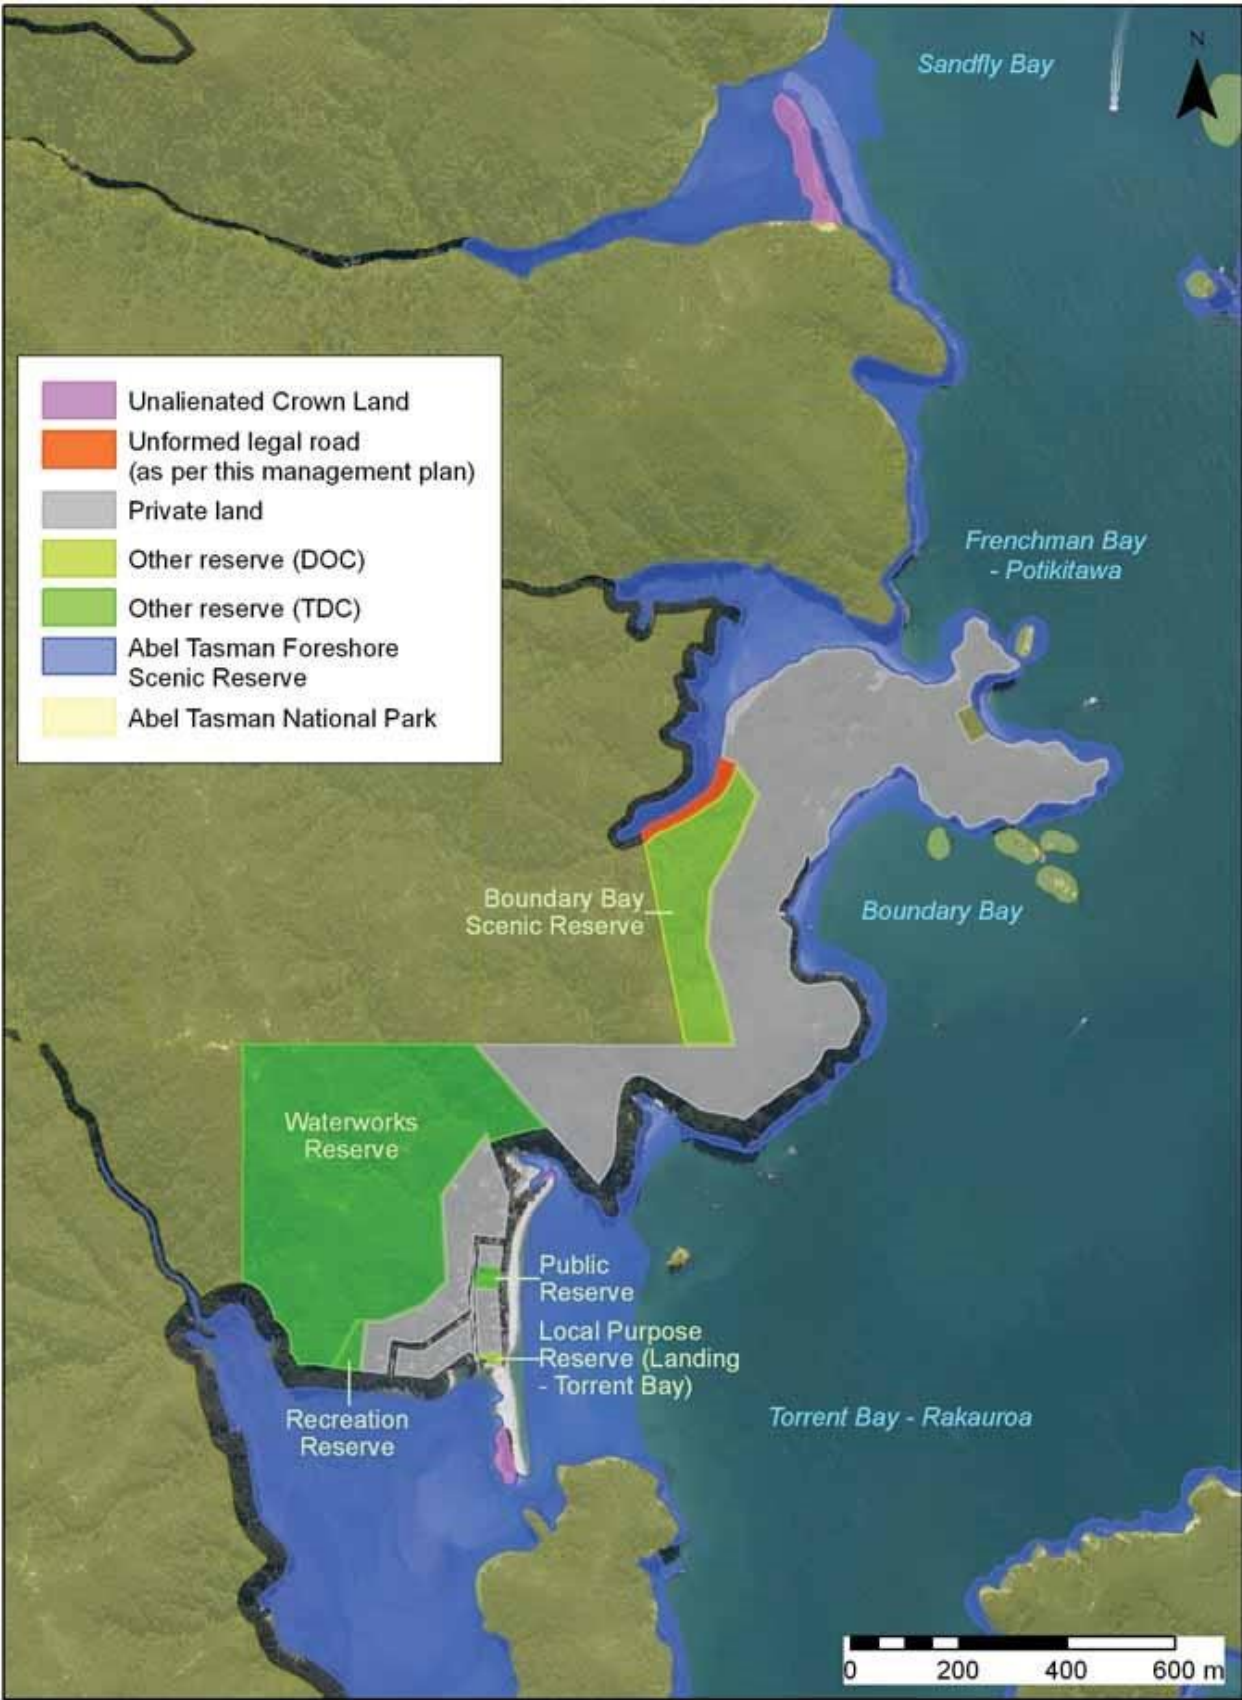 Sandfly Bay
N
Unalienated Crown Land
Unformed legal road
(as per this management plan)
Private land
Other reserve (DOC)
Other reserve (TDC)
Abel Tasman Foreshore
Scenic Reserve
Abel Tasman National Park
Frenchman Bay
- Potikitawa
Boundary Bay
Scenic Reserve
Boundary Bay
Waterworks
Reserve
Public
Reserve
Local Purpose
Reserve (Landing
- Torrent Bay)
Recreation
Reserve
Torrent Bay - Rakauroa
0 200 400 600 m